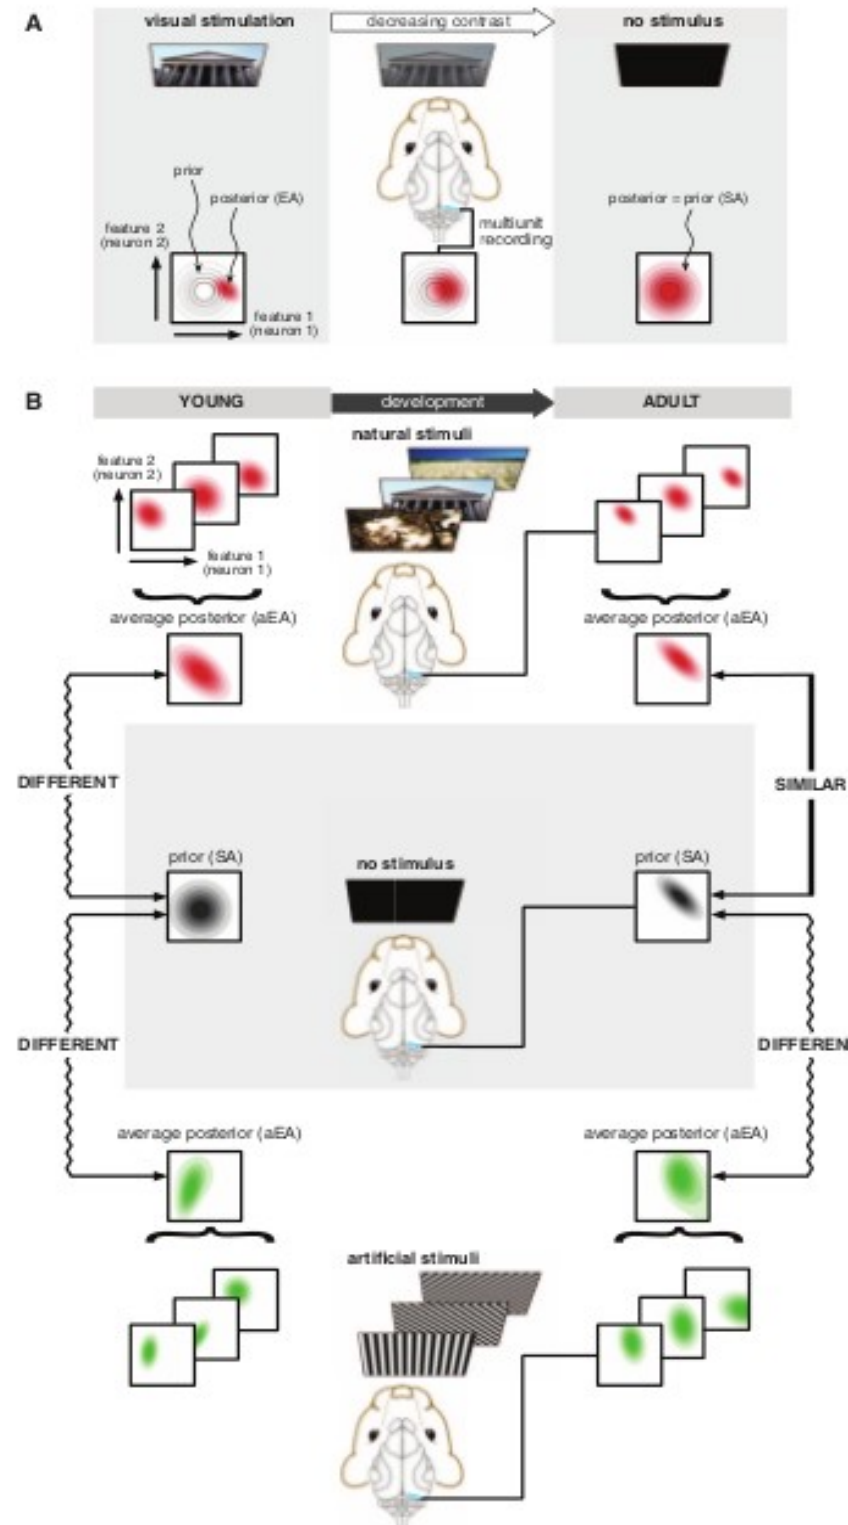 A
visual stimulation
decreasing contrast
no stimulus
prior
posterior (EA)
posterior = prior (SA)
feature 2
(neuron 2)
multiunit
recording
feature 1
(neuron 1)
B
YOUNG
development
ADULT
natural stimuli
feature 2
(neuron 2)
feature 1
(neuron 1)
average posterior (aEA)
average posterior (aEA)
DIFFERENT
SIMILAR
prior (SA)
no stimulus
prior (SA)
DIFFERENT
DIFFEREN
average posterior (aEA)
average posterior (aEA)
artificial stimuli